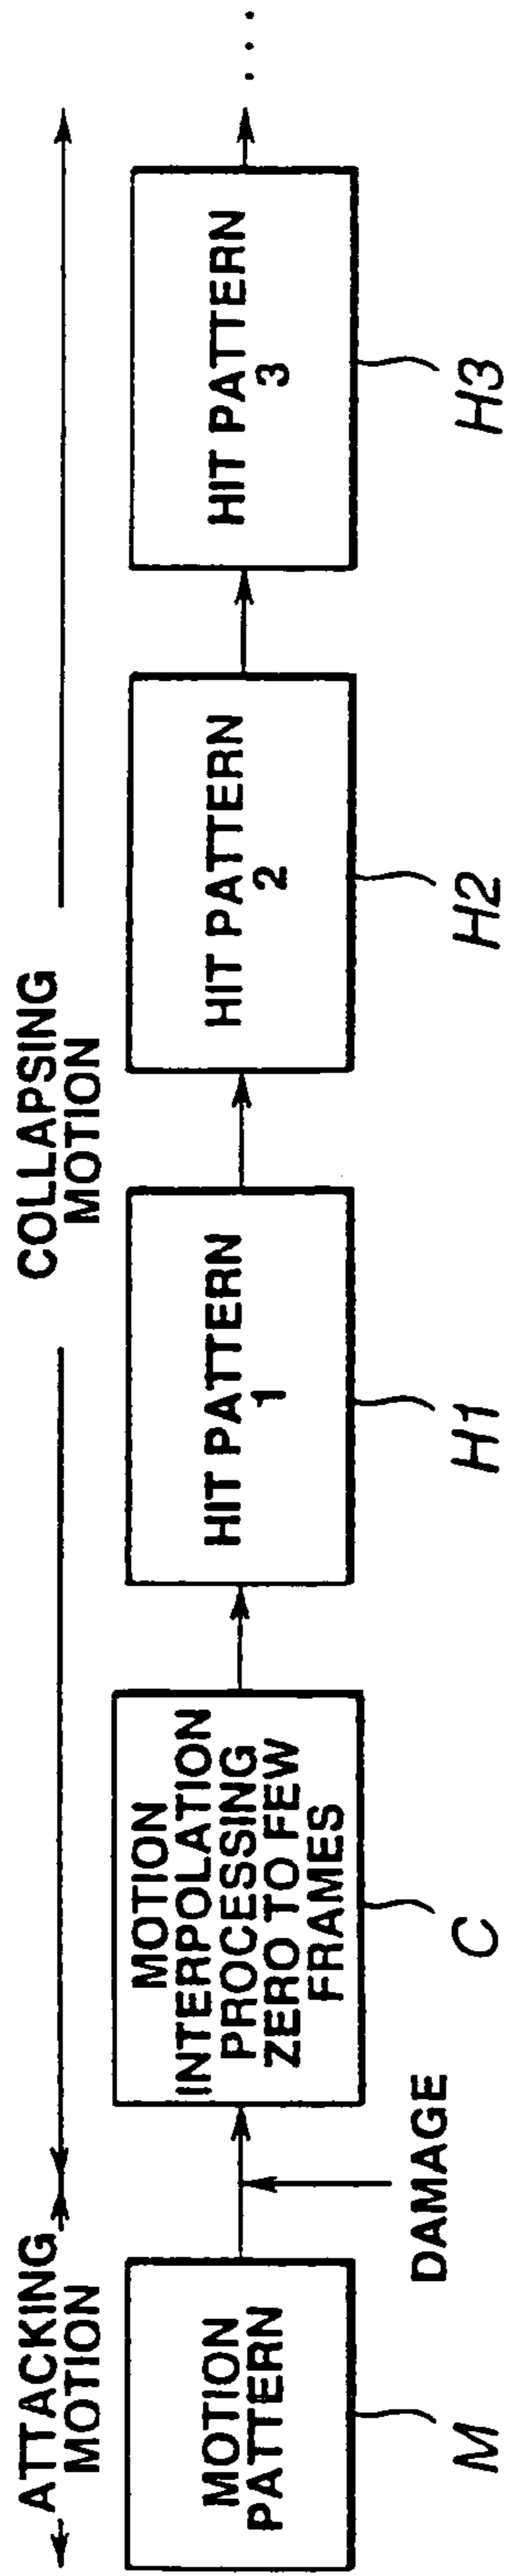 ATTACKING
MOTION
COLLAPSING
MOTION
MOTION
PATTERN
MOTION
INTERPOLATION
PROCESSING
ZERO TO FEW
FRAMES
HIT PATTERN
1
HIT PATTERN
2
HIT PATTERN
3
...
DAMAGE
M
C
H1
H2
H3